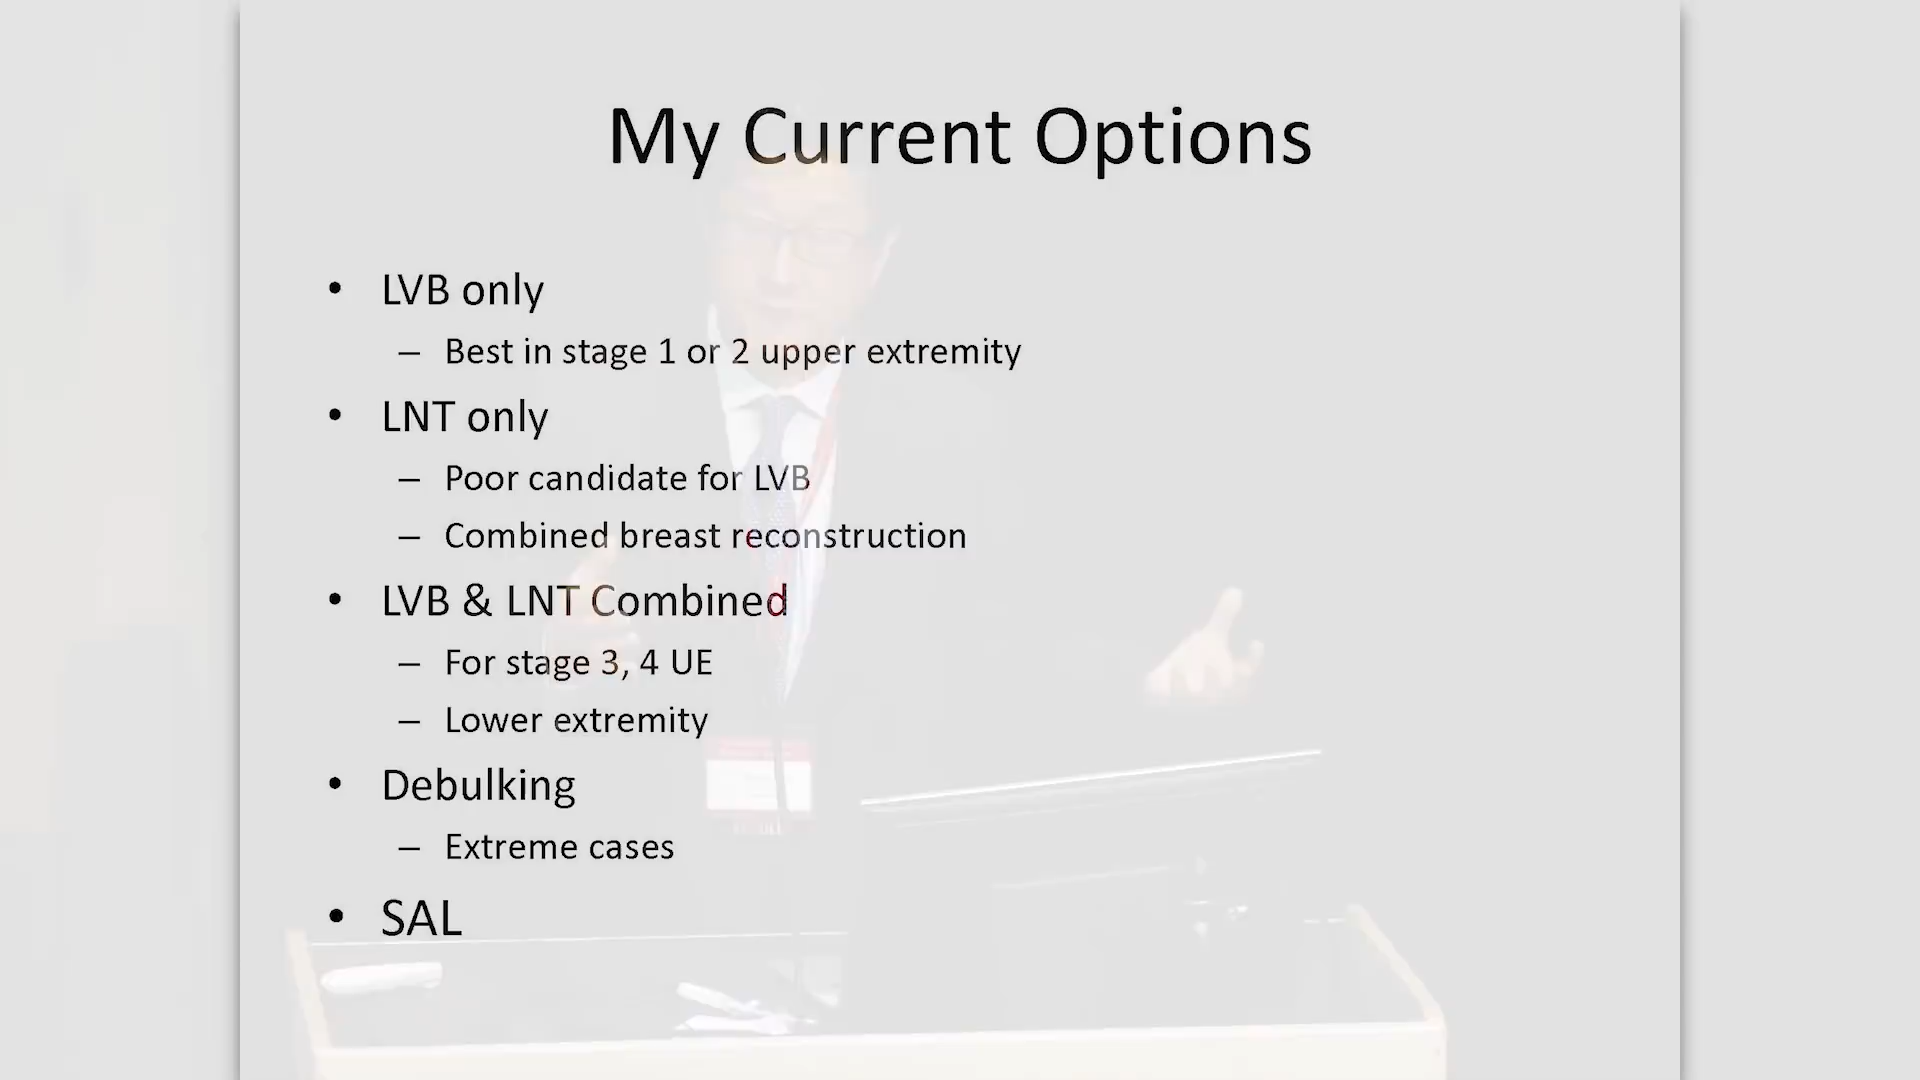 My Current Options
• LVB only
– Best in stage 1 or 2 upper extremity
• LNT only
– Poor candidate for LVB
– Combined breast reconstruction
• LVB & LNT Combined
– For stage 3, 4 UE
– Lower extremity
• Debulking
– Extreme cases
• SAL